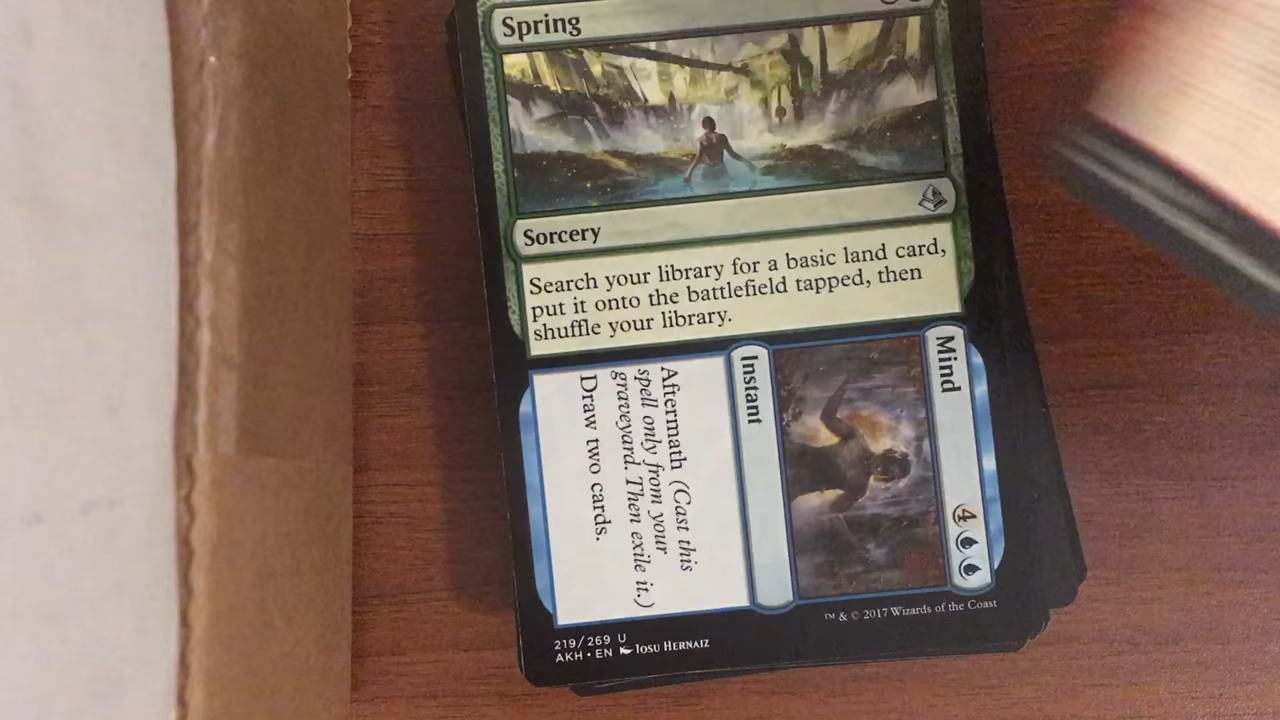 Spring
Sorcery
Search your library for a basic land card,
put it onto the battlefield tapped, then
shuffle your library.
Mind
4
Instant
Aftermath (Cast this
spell only from your
graveyard. Then exile it.)
Draw two cards.
™ & © 2017 Wizards of the Coast
219/269 U
AKH • EN Iosu Hernaiz